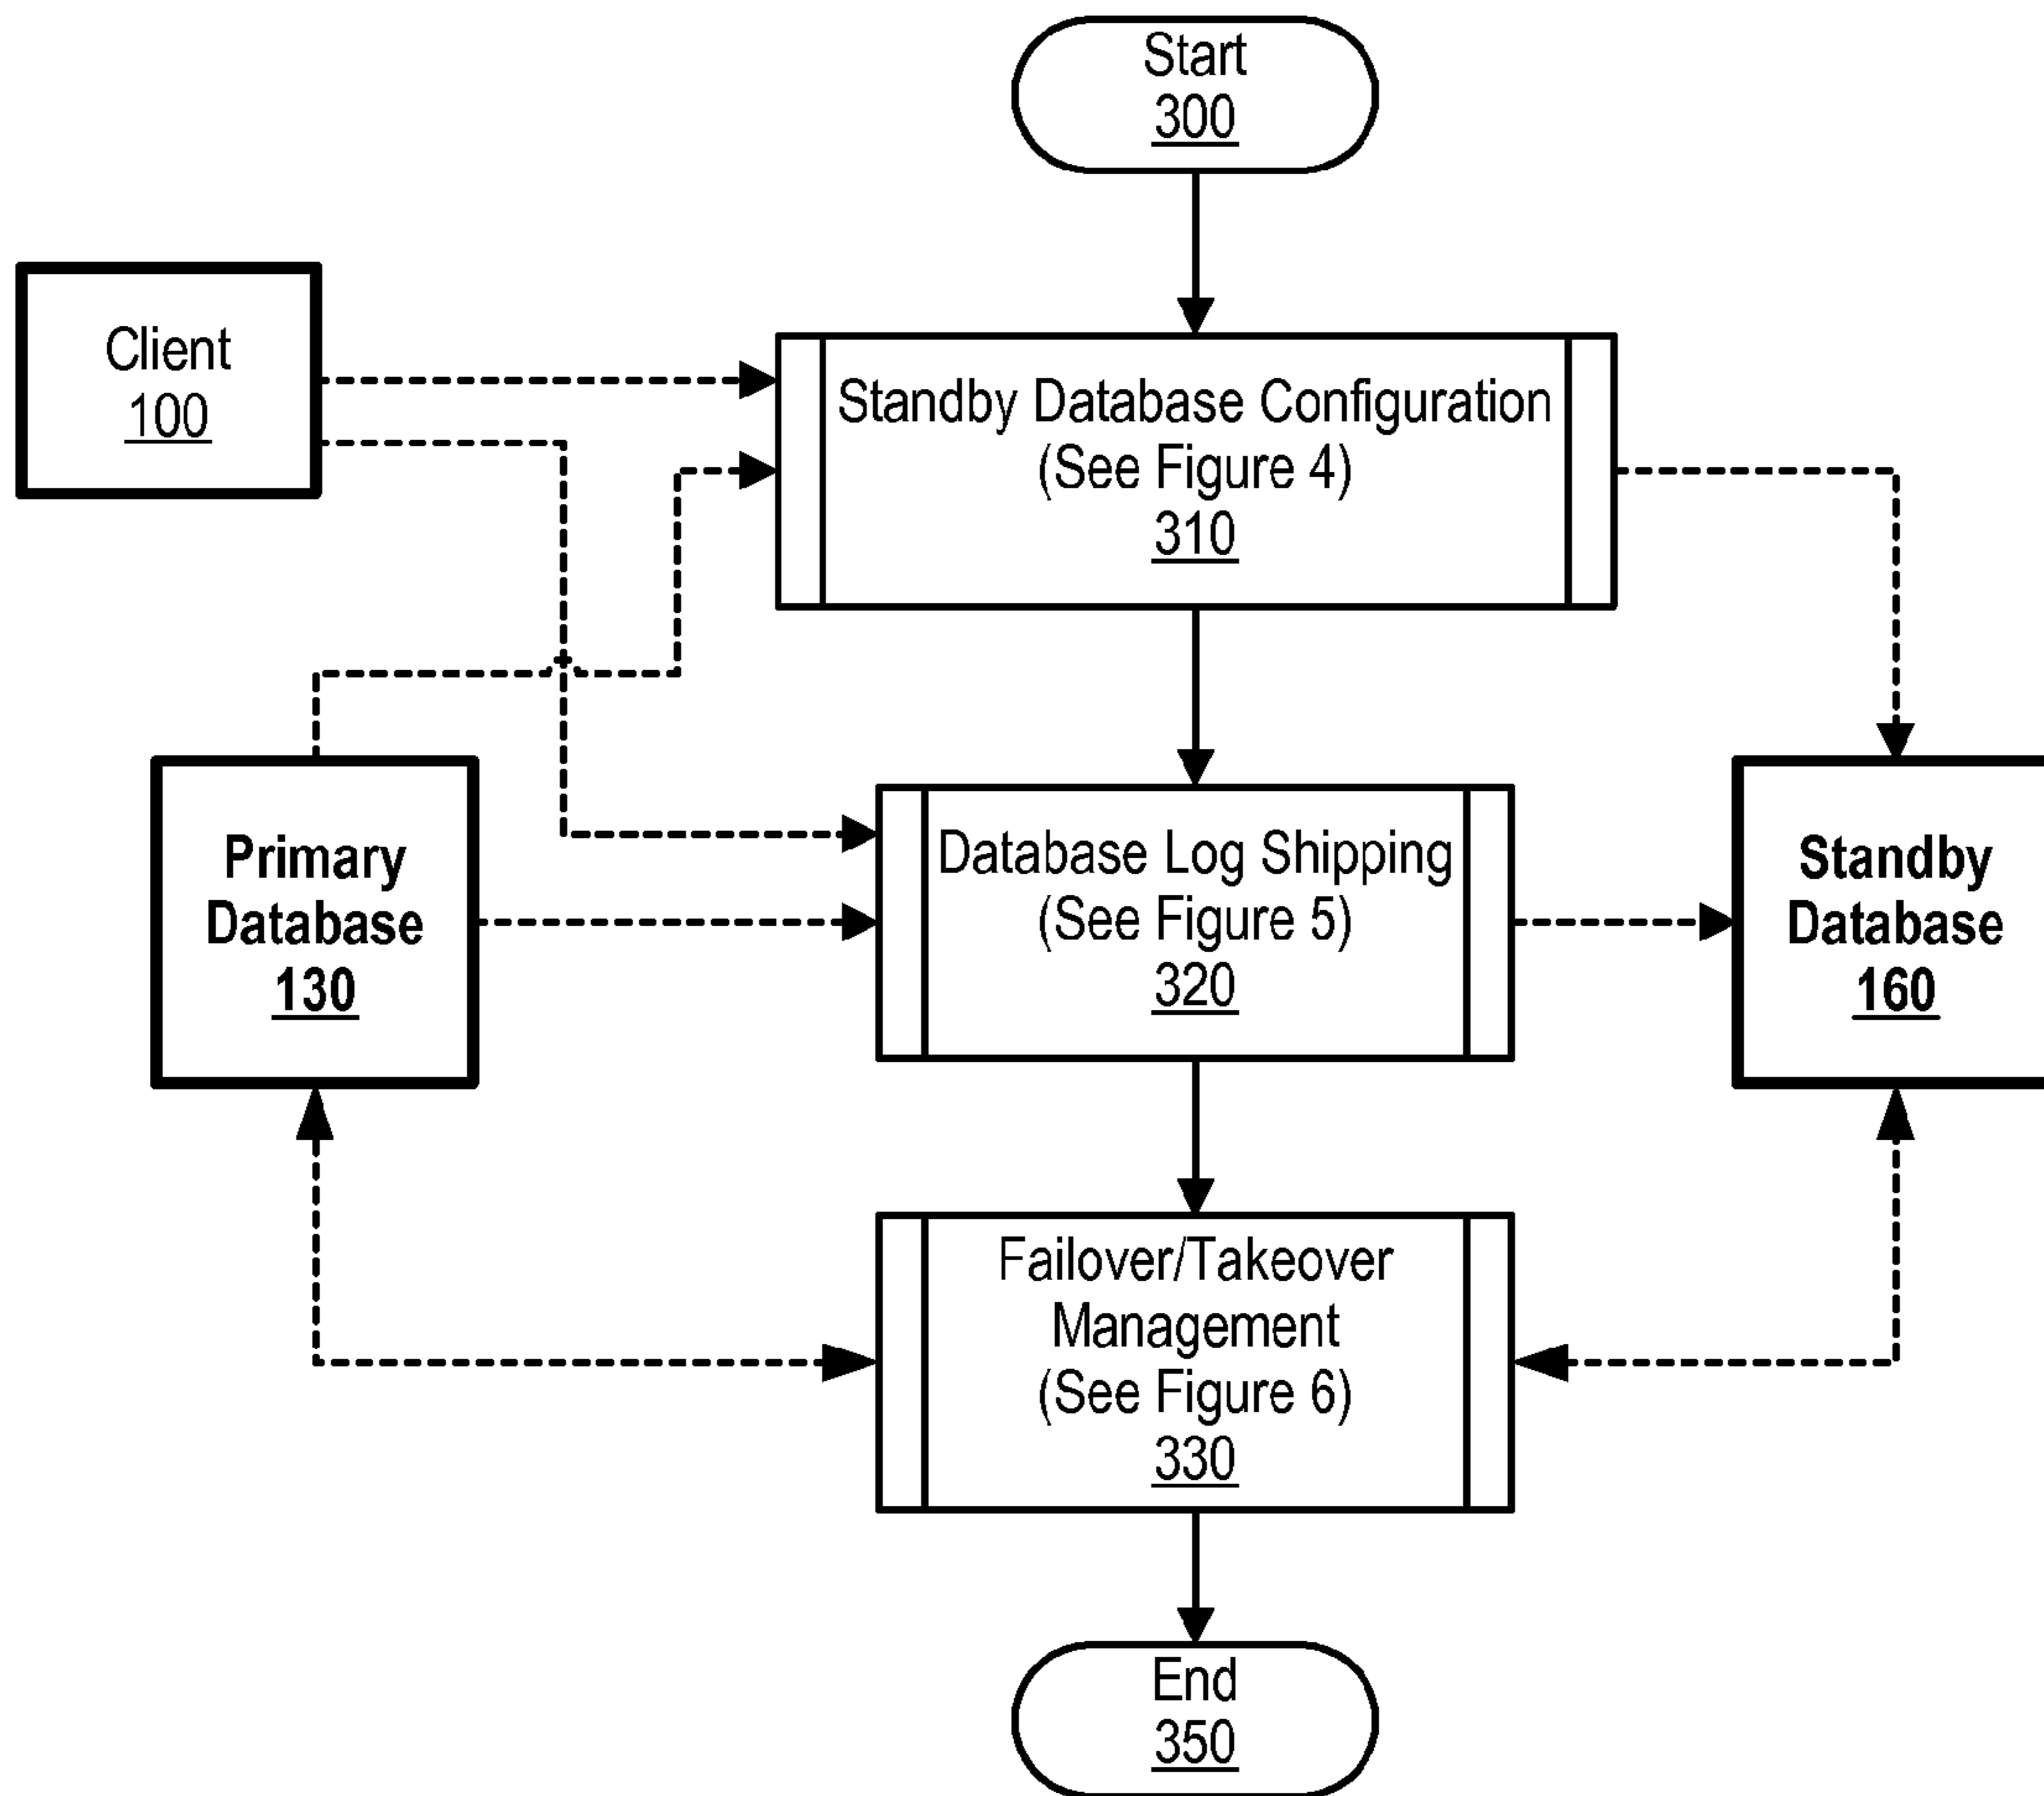 Start
300
Client
100
Standby Database Configuration
(See Figure 4)
310
Primary
Database
130
Database Log Shipping
(See Figure 5)
320
Standby
Database
160
Failover/Takeover
Management
(See Figure 6)
330
End
350